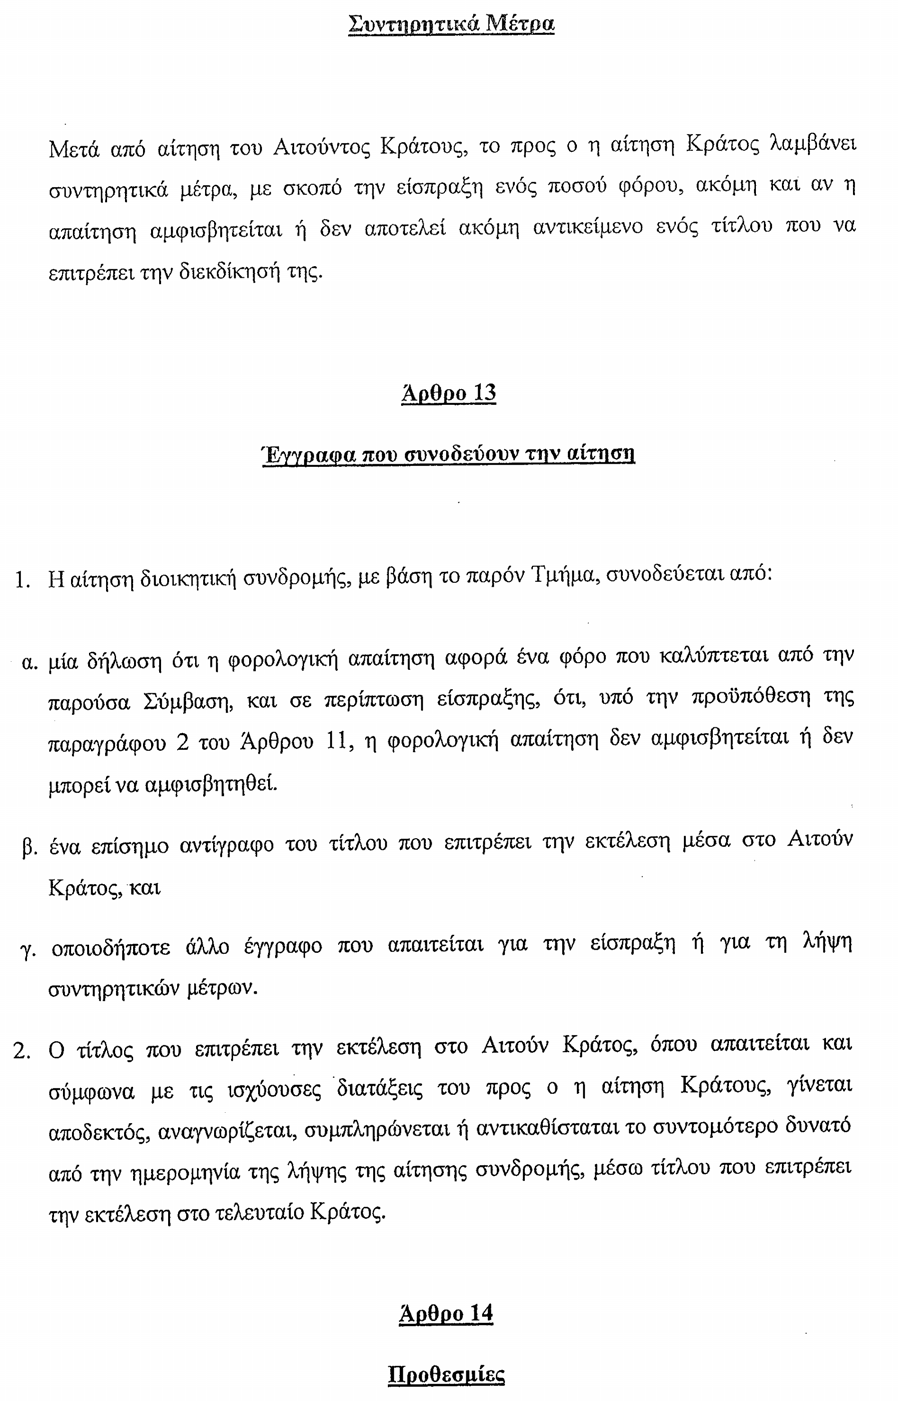 Συντηρητικά Μέτρα
Μετά από αίτηση του Αιτούντος Κράτους, το προς ο η αίτηση Κράτος λαμβάνει
συντηρητικά μέτρα, με σκοπό την είσπραξη ενός ποσού φόρου, ακόμη και αν η
απαίτηση αμφισβητείται ή δεν αποτελεί ακόμη αντικείμενο ενός τίτλου που να
επιτρέπει την διεκδίκησή της.
Άρθρο 13
Έγγραφα που συνοδεύουν την αίτηση
1. Η αίτηση διοικητική συνδρομής, με βάση το παρόν Τμήμα, συνοδεύεται από:
α. μία δήλωση ότι η φορολογική απαίτηση αφορά ένα φόρο που καλύπτεται από την
παρούσα Σύμβαση, και σε περίπτωση είσπραξης, ότι, υπό την προϋπόθεση της
παραγράφου 2 του Άρθρου 11, η φορολογική απαίτηση δεν αμφισβητείται ή δεν
μπορεί να αμφισβητηθεί.
β. ένα επίσημο αντίγραφο του τίτλου που επιτρέπει την εκτέλεση μέσα στο Αιτούν
Κράτος, και
γ. οποιοδήποτε άλλο έγγραφο που απαιτείται για την είσπραξη ή για τη λήψη
συντηρητικών μέτρων.
2. Ο τίτλος που επιτρέπει την εκτέλεση στο Αιτούν Κράτος, όπου απαιτείται και
σύμφωνα με τις ισχύουσες διατάξεις του προς ο η αίτηση Κράτους, γίνεται
αποδεκτός, αναγνωρίζεται, συμπληρώνεται ή αντικαθίσταται το συντομότερο δυνατό
από την ημερομηνία της λήψης της αίτησης συνδρομής, μέσω τίτλου που επιτρέπει
την εκτέλεση στο τελευταίο Κράτος.
Άρθρο 14
Προθεσμίες